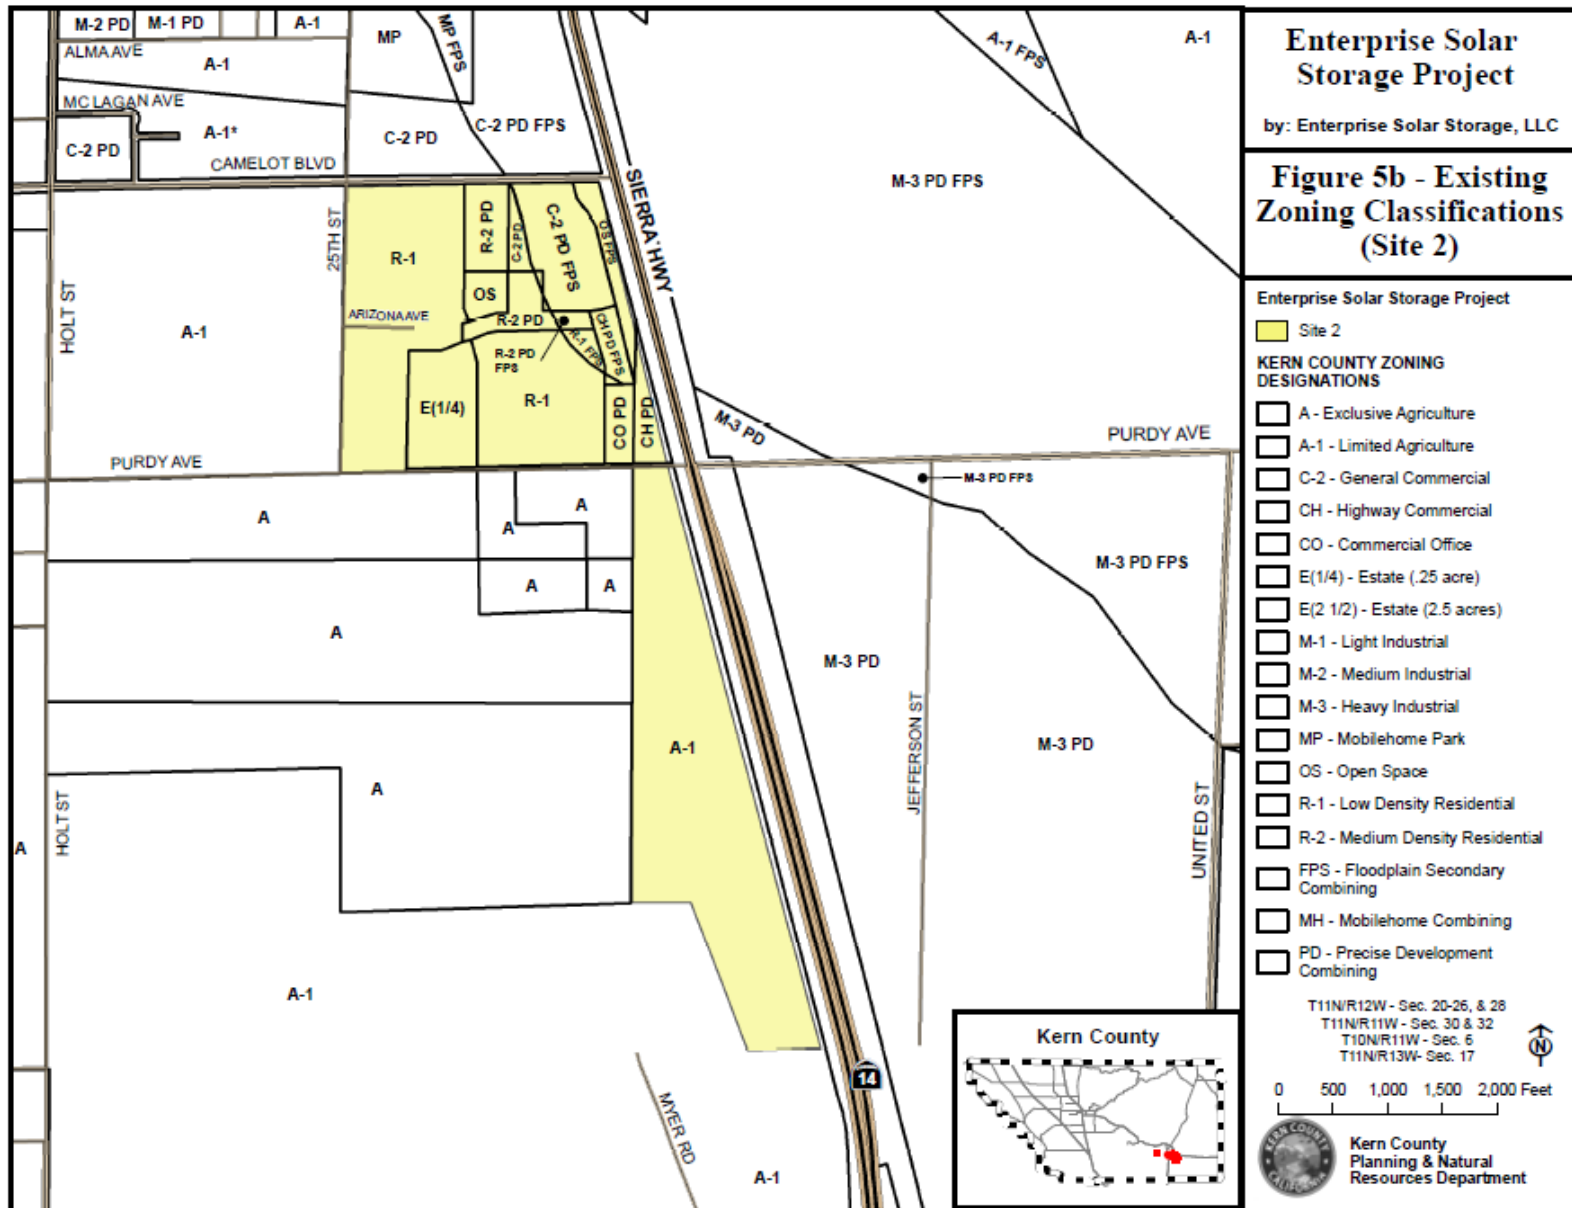 M-2 PD
M-1 PD
A-1
ALMA AVE
A-1
MC LAGAN AVE
A-1*
C-2 PD
CAMELOT BLVD
MP
MP FPS
C-2 PD
C-2 PD FPS
SIERRA HWY
A-1 FPS
A-1
M-3 PD FPS
HOLT ST
A-1
25TH ST
R-1
ARIZONA AVE
R-2 PD
C-2 PD
C-2 PD FPS
OS FPS
OS
R-2 PD
R-2 PD
FPS
R-1 FPS
CH PD FPS
E(1/4)
R-1
CO PD
CH PD
PURDY AVE
M-3 PD
PURDY AVE
M-3 PD FPS
A
A
A
A
A
A
M-3 PD FPS
M-3 PD
JEFFERSON ST
M-3 PD
UNITED ST
A-1
A
A
HOLT ST
A-1
MYER RD
A-1
14
Kern County
Enterprise Solar
Storage Project
by: Enterprise Solar Storage, LLC
Figure 5b - Existing
Zoning Classifications
(Site 2)
Enterprise Solar Storage Project
Site 2
KERN COUNTY ZONING
DESIGNATIONS
A - Exclusive Agriculture
A-1 - Limited Agriculture
C-2 - General Commercial
CH - Highway Commercial
CO - Commercial Office
E(1/4) - Estate (.25 acre)
E(2 1/2) - Estate (2.5 acres)
M-1 - Light Industrial
M-2 - Medium Industrial
M-3 - Heavy Industrial
MP - Mobilehome Park
OS - Open Space
R-1 - Low Density Residential
R-2 - Medium Density Residential
FPS - Floodplain Secondary
Combining
MH - Mobilehome Combining
PD - Precise Development
Combining
T11N/R12W - Sec. 20-26, & 28
T11N/R11W - Sec. 30 & 32
T10N/R11W - Sec. 6
T11N/R13W- Sec. 17
N
0 500 1,000 1,500 2,000 Feet
KERN COUNTY
CALIFORNIA
Kern County
Planning & Natural
Resources Department